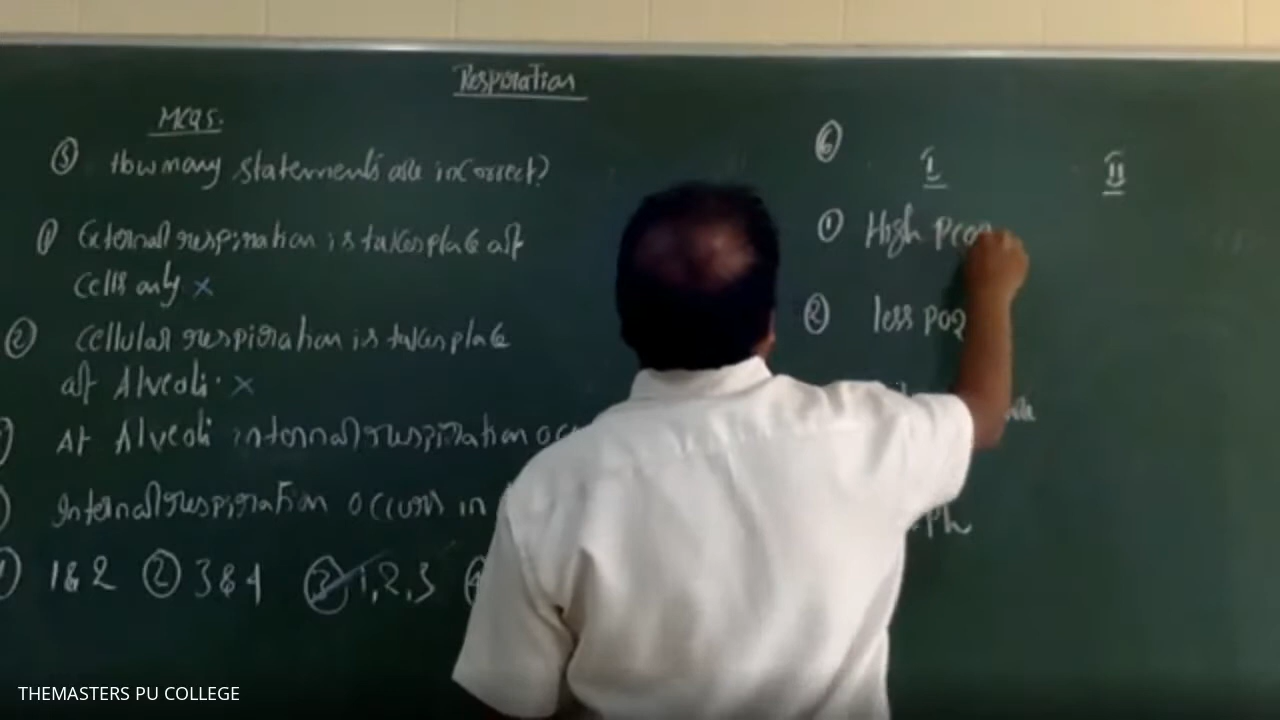 Respiration
MCQS.
5 How many statements are incorrect?
1 External respiration is takes place at
cells only ×
2 Cellular respiration is takes place
at Alveoli. ×
At Alveoli internal respiration
Internal respiration occurs in
1 & 2 2 3 & 4 3 1, 2, 3
6
I II
1 High pco2
2 less po2
THEMASTERS PU COLLEGE